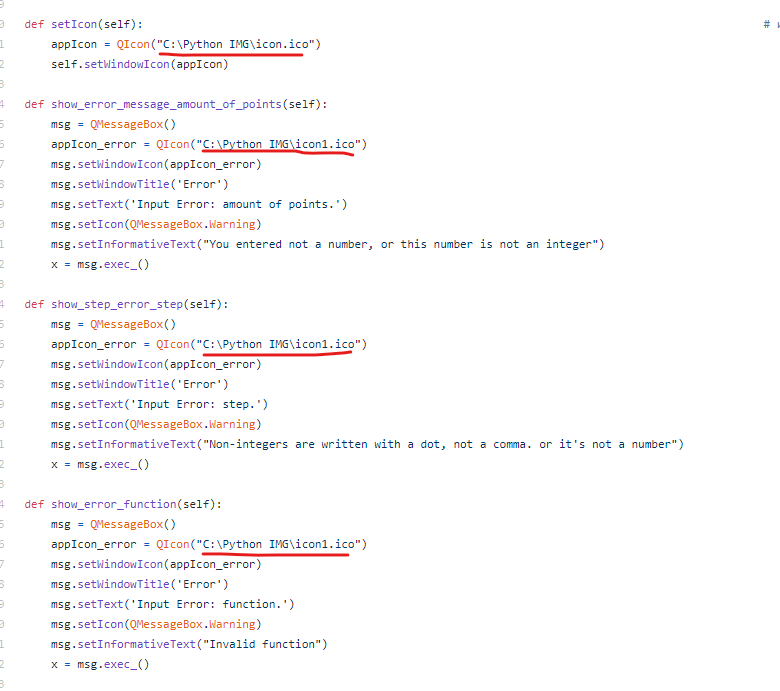 def setIcon(self): #
appIcon = QIcon("C:\Python IMG\icon.ico")
self.setWindowIcon(appIcon)
def show_error_message_amount_of_points(self):
msg = QMessageBox()
appIcon_error = QIcon("C:\Python IMG\icon1.ico")
msg.setWindowIcon(appIcon_error)
msg.setWindowTitle('Error')
msg.setText('Input Error: amount of points.')
msg.setIcon(QMessageBox.Warning)
msg.setInformativeText("You entered not a number, or this number is not an integer")
x = msg.exec_()
def show_step_error_step(self):
msg = QMessageBox()
appIcon_error = QIcon("C:\Python IMG\icon1.ico")
msg.setWindowIcon(appIcon_error)
msg.setWindowTitle('Error')
msg.setText('Input Error: step.')
msg.setIcon(QMessageBox.Warning)
msg.setInformativeText("Non-integers are written with a dot, not a comma. or it's not a number")
x = msg.exec_()
def show_error_function(self):
msg = QMessageBox()
appIcon_error = QIcon("C:\Python IMG\icon1.ico")
msg.setWindowIcon(appIcon_error)
msg.setWindowTitle('Error')
msg.setText('Input Error: function.')
msg.setIcon(QMessageBox.Warning)
msg.setInformativeText("Invalid function")
x = msg.exec_()